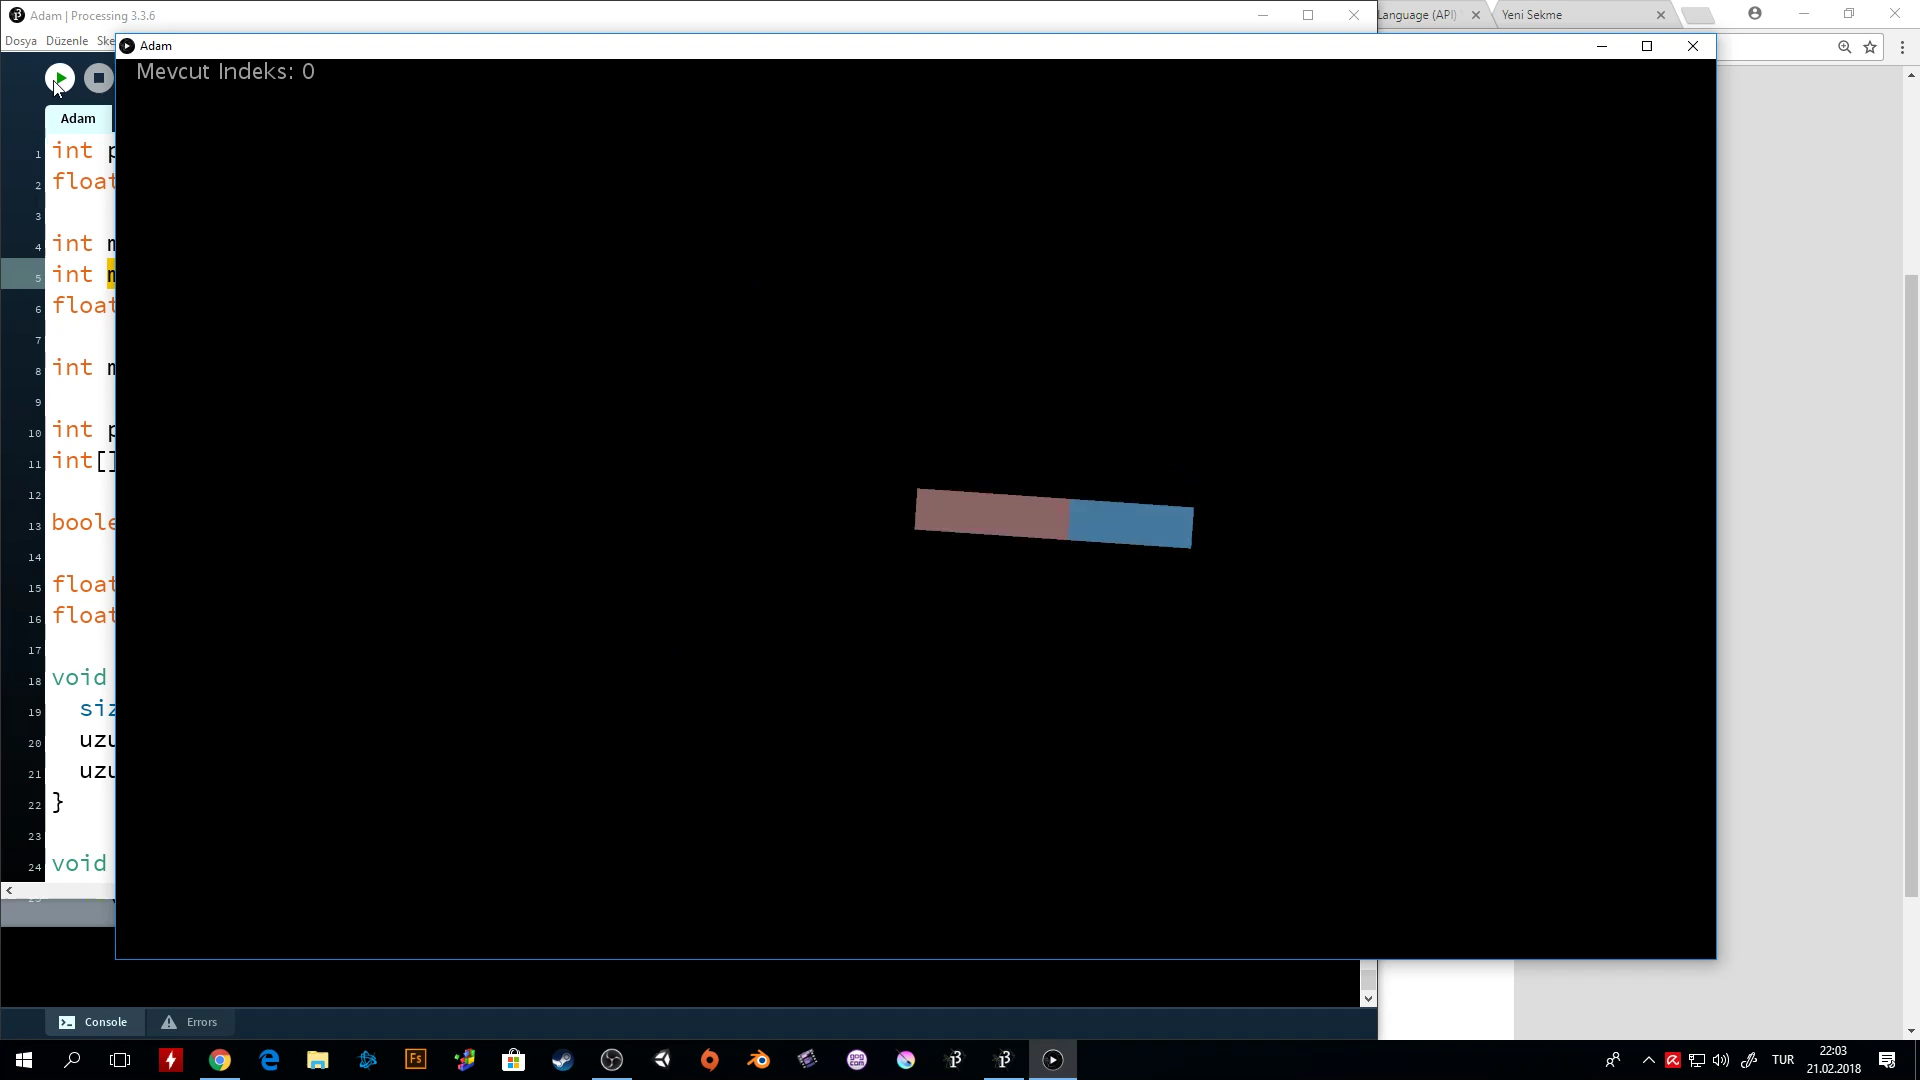 Adam | Processing 3.3.6
Language (API)
Yeni Sekme
Dosya Düzenle Ske
Adam
Mevcut Indeks: 0
Adam
1 int p
2 float
3
4 int m
5 int m
6 float
7
8 int m
9
10 int p
11 int[]
12
13 boole
14
15 float
16 float
17
18 void
19 siz
20 uzu
21 uzu
22 }
23
24 void
Console
Errors
Fs
gog
com
TUR
22:03
21.02.2018